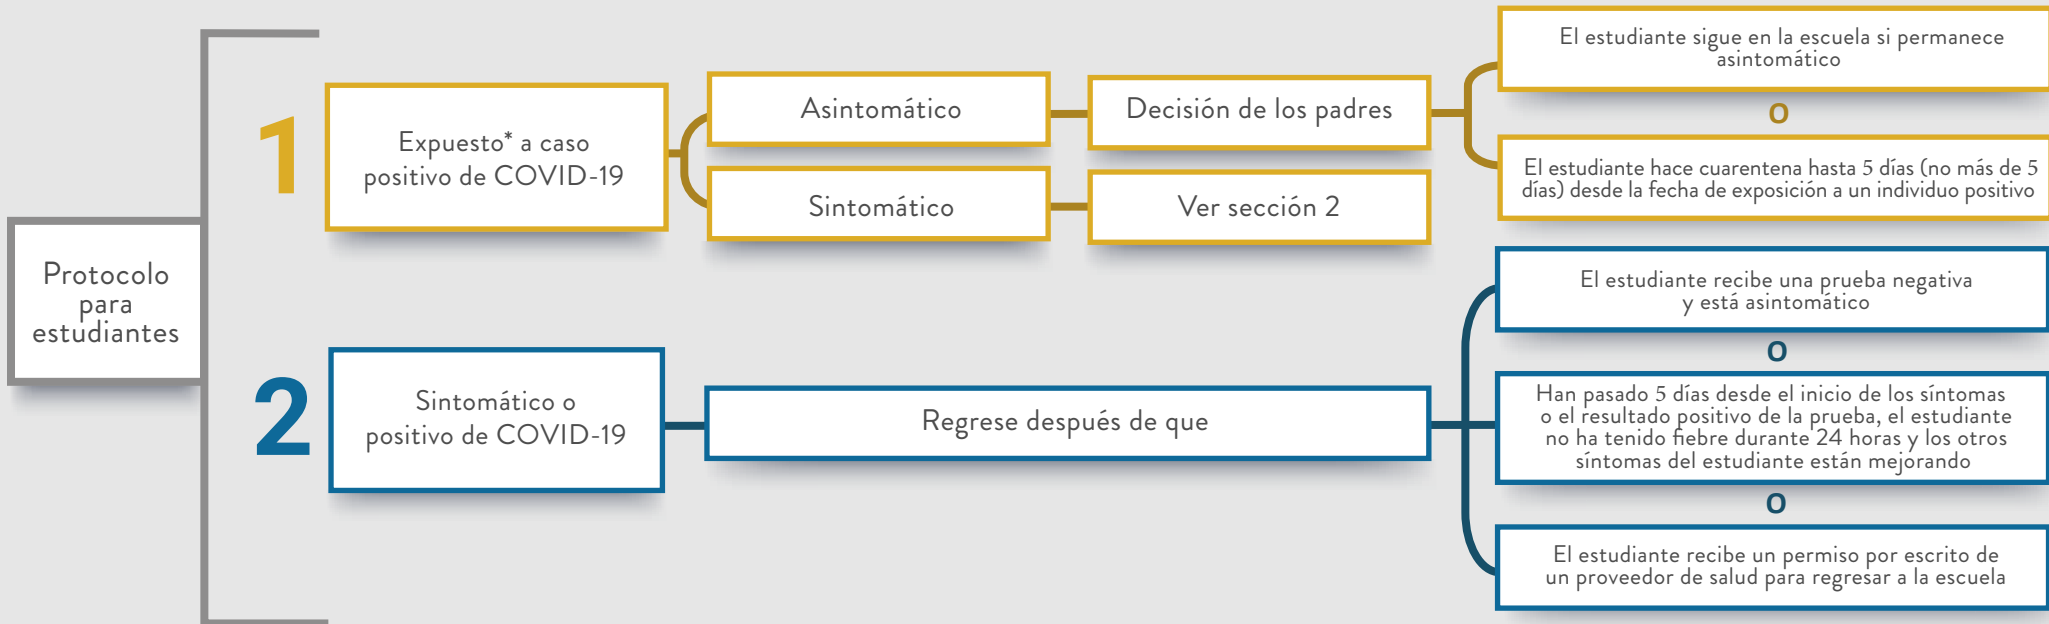 Protocolo
para
estudiantes
1
Expuesto* a caso
positivo de COVID-19
Asintomático
Decisión de los padres
El estudiante sigue en la escuela si permanece
asintomático
O
El estudiante hace cuarentena hasta 5 días (no más de 5
días) desde la fecha de exposición a un individuo positivo
Sintomático
Ver sección 2
2
Sintomático o
positivo de COVID-19
Regrese después de que
El estudiante recibe una prueba negativa
y está asintomático
O
Han pasado 5 días desde el inicio de los síntomas
o el resultado positivo de la prueba, el estudiante
no ha tenido fiebre durante 24 horas y los otros
síntomas del estudiante están mejorando
O
El estudiante recibe un permiso por escrito de
un proveedor de salud para regresar a la escuela